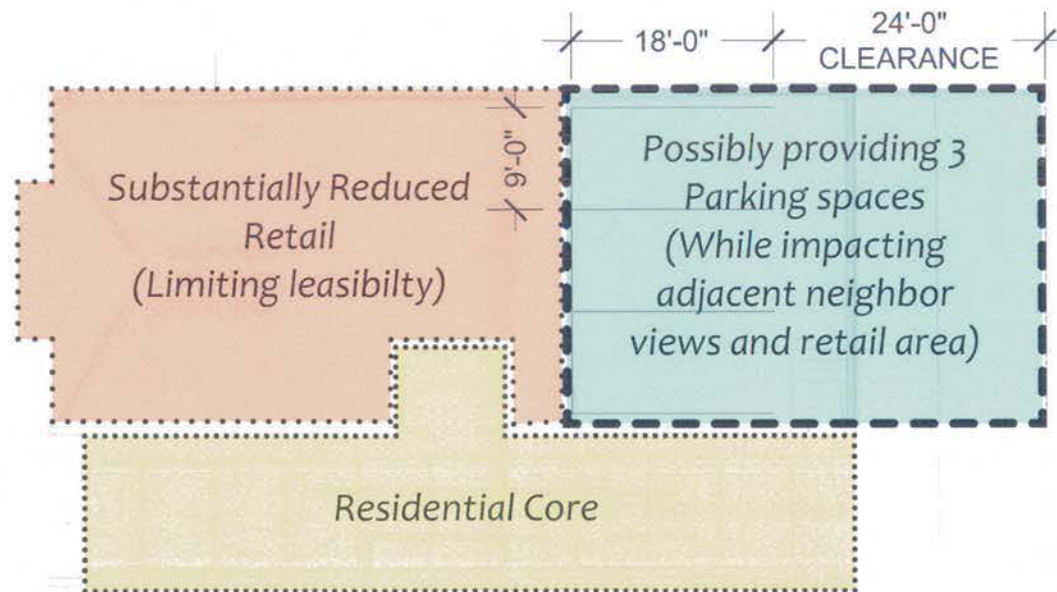 18'-0"
24'-0"
CLEARANCE
9'-0"
Substantially Reduced
Retail
(Limiting leasibilty)
Possibly providing 3
Parking spaces
(While impacting
adjacent neighbor
views and retail area)
Residential Core